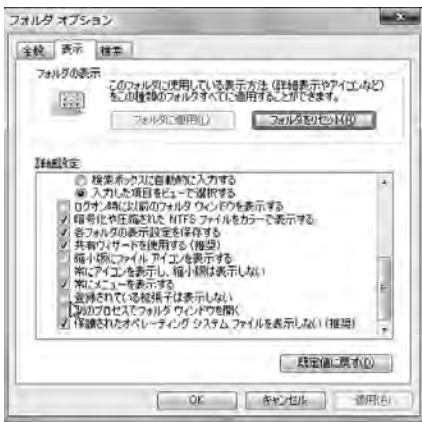 フォルダ オプション
全般 表示 検索
フォルダの表示
このフォルダに使用している表示方法(詳細表示やアイコンなど)
をこの種類のフォルダすべてに適用することができます。
フォルダに適用(L) フォルダをリセット(R)
詳細設定:
検索ボックスに自動的に入力する
入力した項目をビューで選択する
ログオン時に以前のフォルダ ウィンドウを表示する
暗号化や圧縮された NTFS ファイルをカラーで表示する
各フォルダの表示設定を保存する
共有ウィザードを使用する(推奨)
縮小版にファイル アイコンを表示する
常にアイコンを表示し、縮小版は表示しない
常にメニューを表示する
登録されている拡張子は表示しない
別のプロセスでフォルダ ウィンドウを開く
保護されたオペレーティング システム ファイルを表示しない(推奨)
既定値に戻す(D)
OK キャンセル 適用(A)